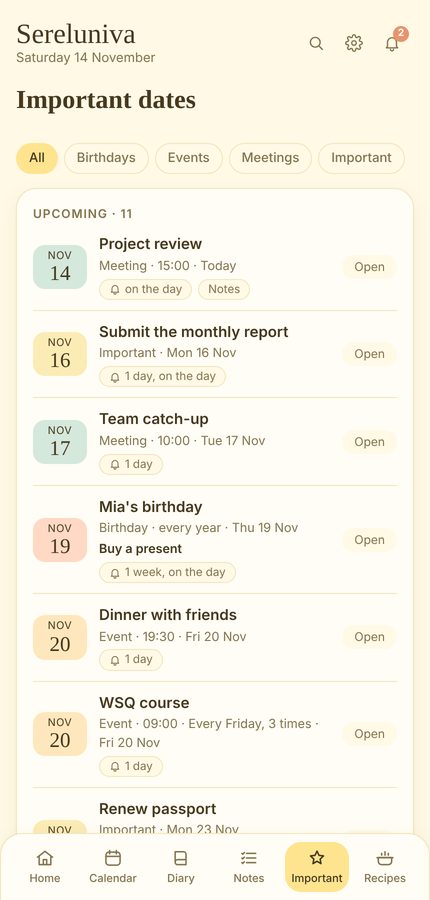 Sereluniva
Saturday 14 November
2
Important dates
All
Birthdays
Events
Meetings
Important
UPCOMING · 11
NOV
14
Project review
Meeting · 15:00 · Today
on the day
Notes
Open
NOV
16
Submit the monthly report
Important · Mon 16 Nov
1 day, on the day
Open
NOV
17
Team catch-up
Meeting · 10:00 · Tue 17 Nov
1 day
Open
NOV
19
Mia's birthday
Birthday · every year · Thu 19 Nov
Buy a present
1 week, on the day
Open
NOV
20
Dinner with friends
Event · 19:30 · Fri 20 Nov
1 day
Open
NOV
20
WSQ course
Event · 09:00 · Every Friday, 3 times ·
Fri 20 Nov
1 day
Open
NOV
Renew passport
Important · Mon 23 Nov
Home
Calendar
Diary
Notes
Important
Recipes